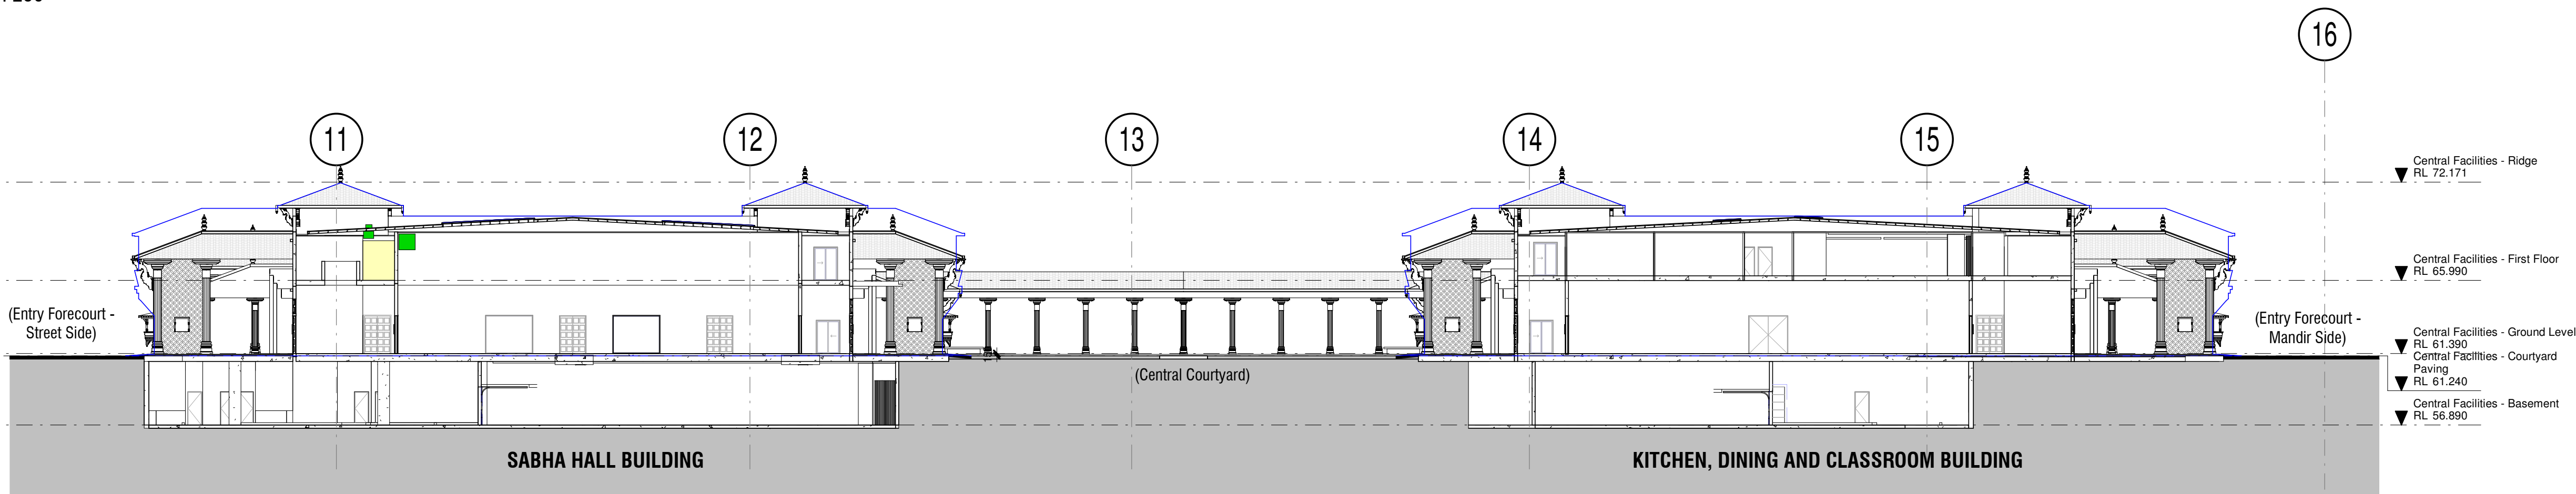 16
11
12
13
14
15
Central Facilities - Ridge
RL 72.171
Central Facilities - First Floor
RL 65.990
(Entry Forecourt -
Street Side)
(Entry Forecourt -
Mandir Side)
Central Facilities - Ground Level
RL 61.390
Central Facilities - Courtyard
Paving
RL 61.240
(Central Courtyard)
Central Facilities - Basement
RL 56.890
SABHA HALL BUILDING
KITCHEN, DINING AND CLASSROOM BUILDING